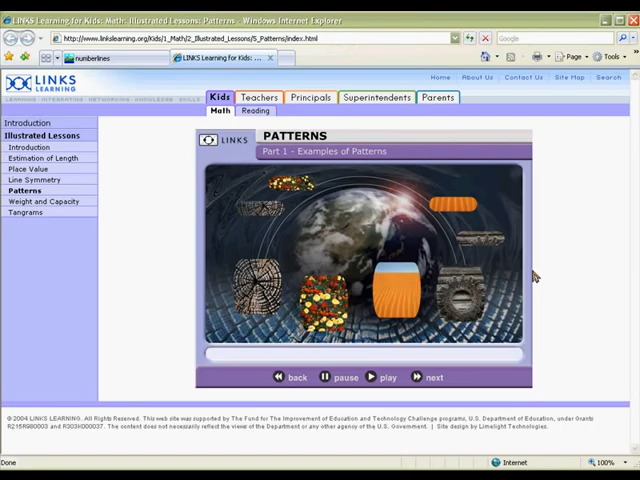 LINKS Learning for Kids: Math: Illustrated Lessons: Patterns - Windows Internet Explorer
http://www.linkslearning.org/Kids/1_Math/2_Illustrated_Lessons/5_Patterns/index.html
Google
numberlines
LINKS Learning for Kids: M...
Page
Tools
LINKS
LEARNING
Home
About Us
Contact Us
Site Map
Search
LEARNING - INTEGRATING - NETWORKING - KNOWLEDGE - SKILLS
Kids
Teachers
Principals
Superintendents
Parents
Math
Reading
Introduction
Illustrated Lessons
Introduction
Estimation of Length
Place Value
Line Symmetry
Patterns
Weight and Capacity
Tangrams
LINKS
PATTERNS
Part 1 - Examples of Patterns
back
pause
play
next
© 2004 LINKS LEARNING. All Rights Reserved. This web site was supported by The Fund for The Improvement of Education and Technology Challenge programs, U.S. Department of Education, under Grants
R215R980003 and R303KD00037. The content does not necessarily reflect the views of the Department or any other agency of the U.S. Government. | Site design by Limelight Technologies.
Done
Internet
100%